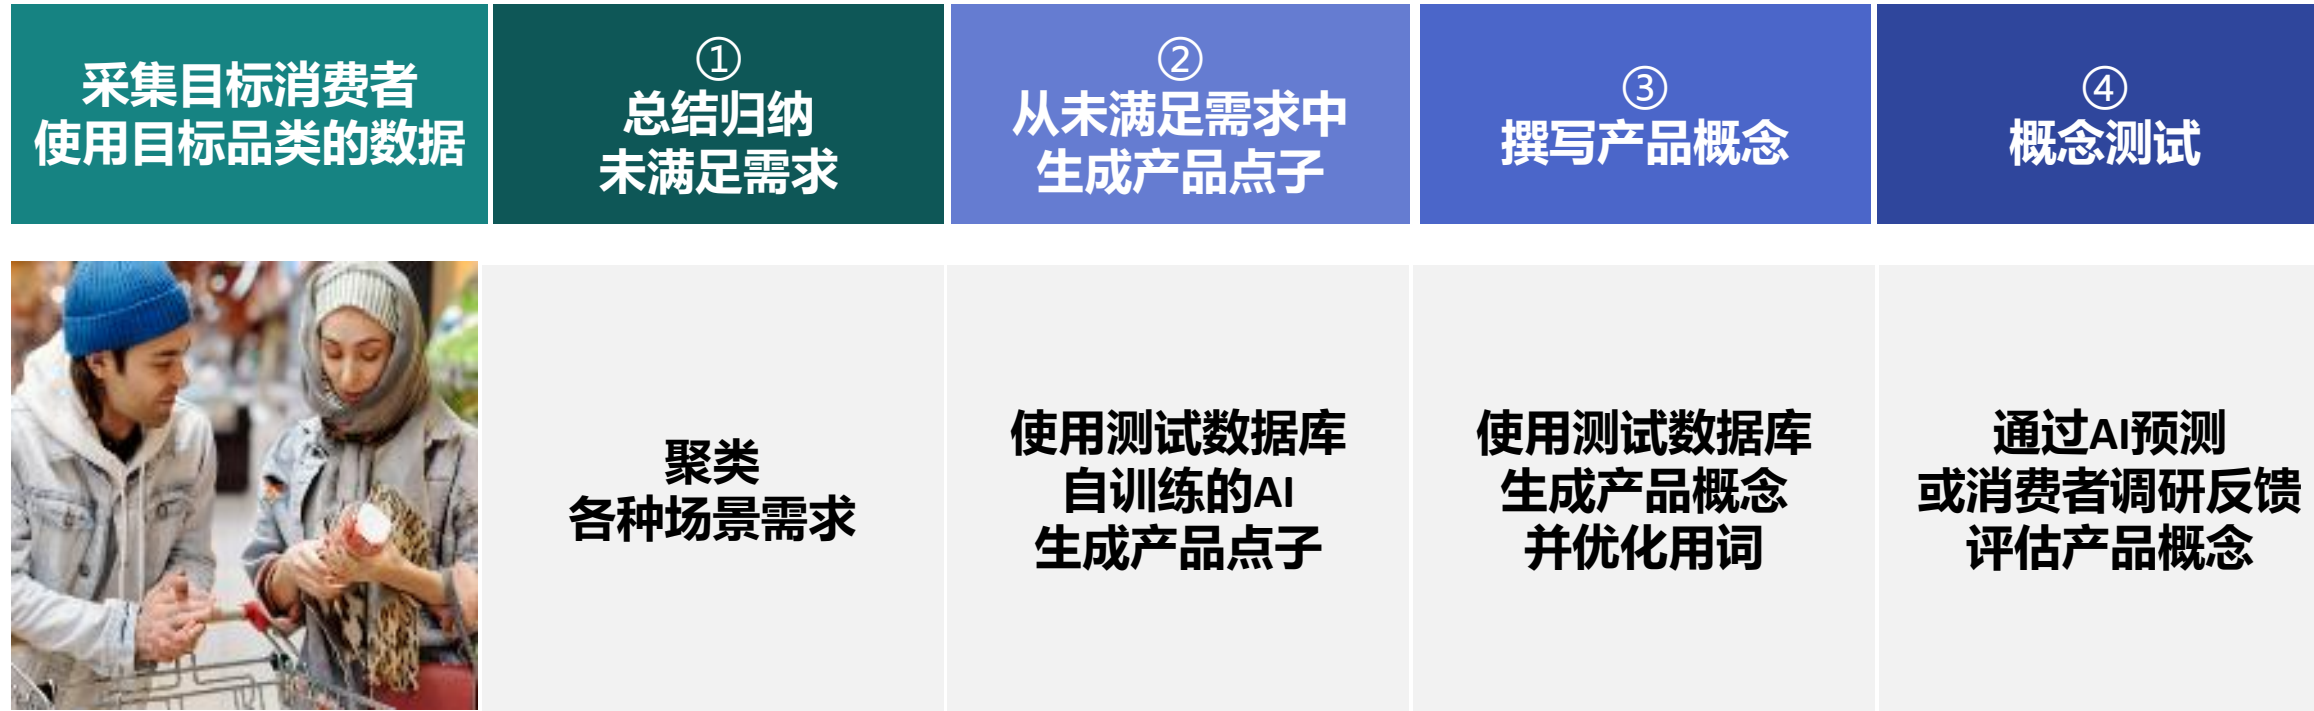 采集目标消费者
使用目标品类的数据
①
总结归纳
未满足需求
②
从未满足需求中
生成产品点子
③
撰写产品概念
④
概念测试
聚类
各种场景需求
使用测试数据库
自训练的AI
生成产品点子
使用测试数据库
生成产品概念
并优化用词
通过AI预测
或消费者调研反馈
评估产品概念